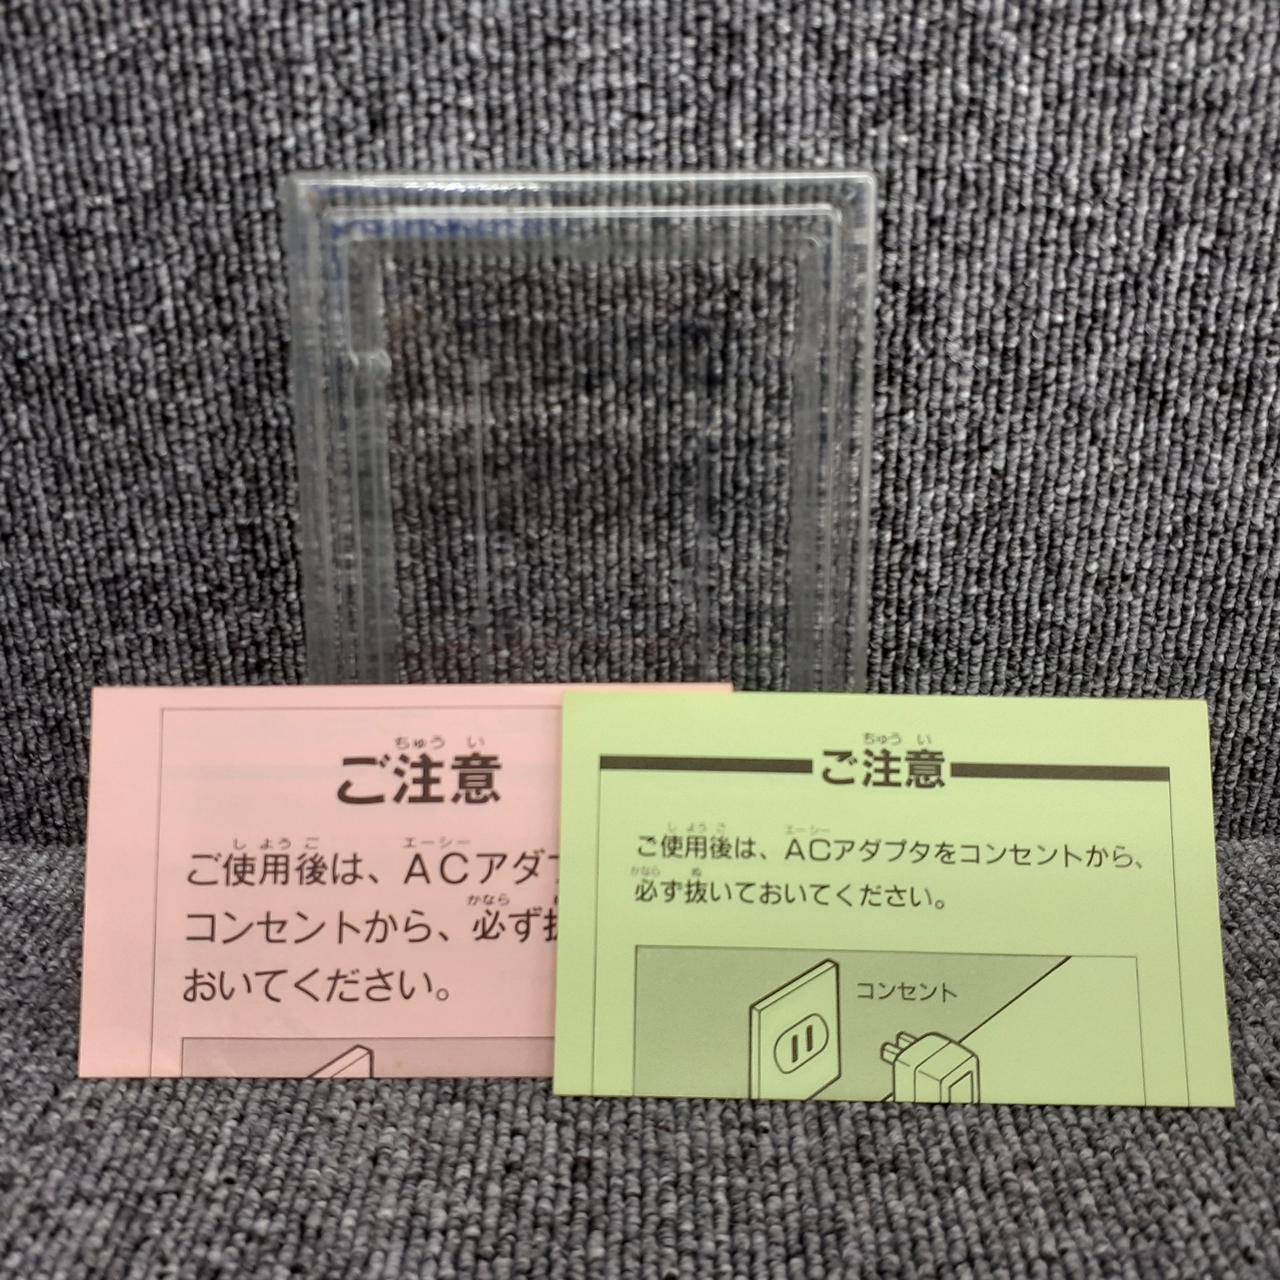 ちゅう い
ご注意
し よう ご エーシー
ご使用後は、ACアダ
かなら
コンセントから、必ず
おいてください。
ちゅう い
ご注意
し よう ご エーシー
ご使用後は、ACアダプタをコンセントから、
かなら ぬ
必ず抜いておいてください。
コンセント